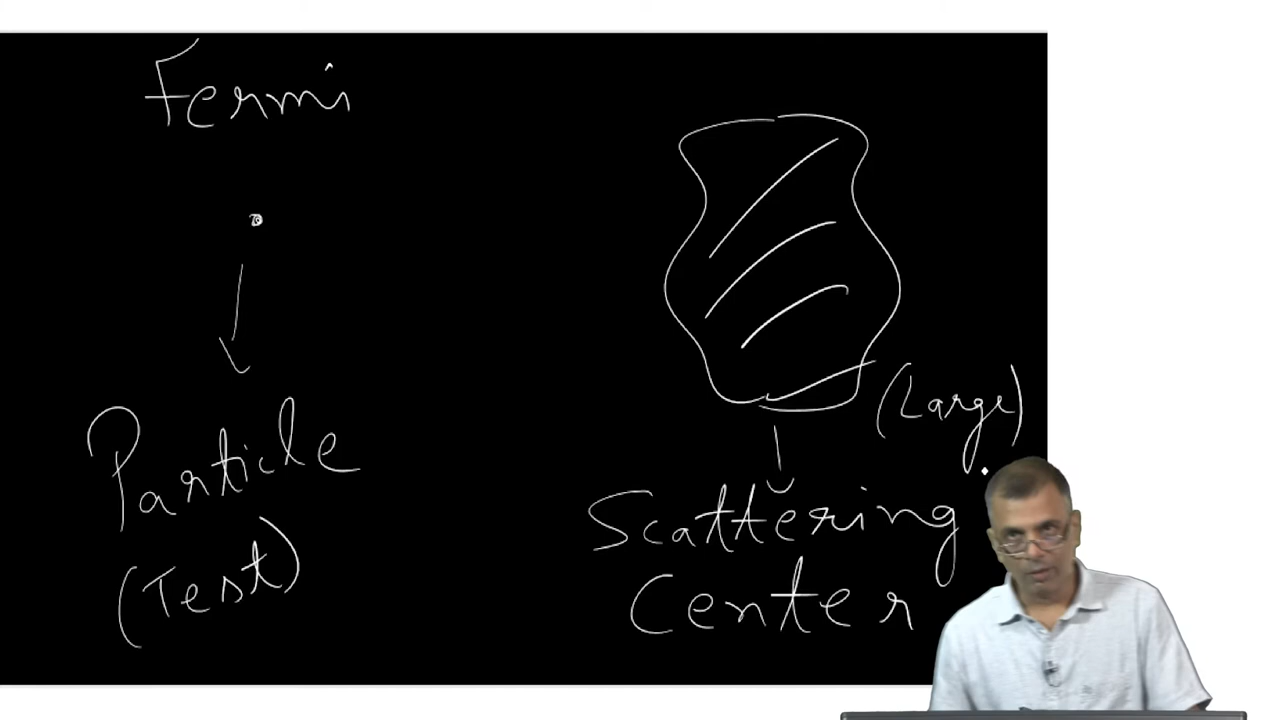 Fermi
Particle
(Test)
(Large)
Scattering
Center